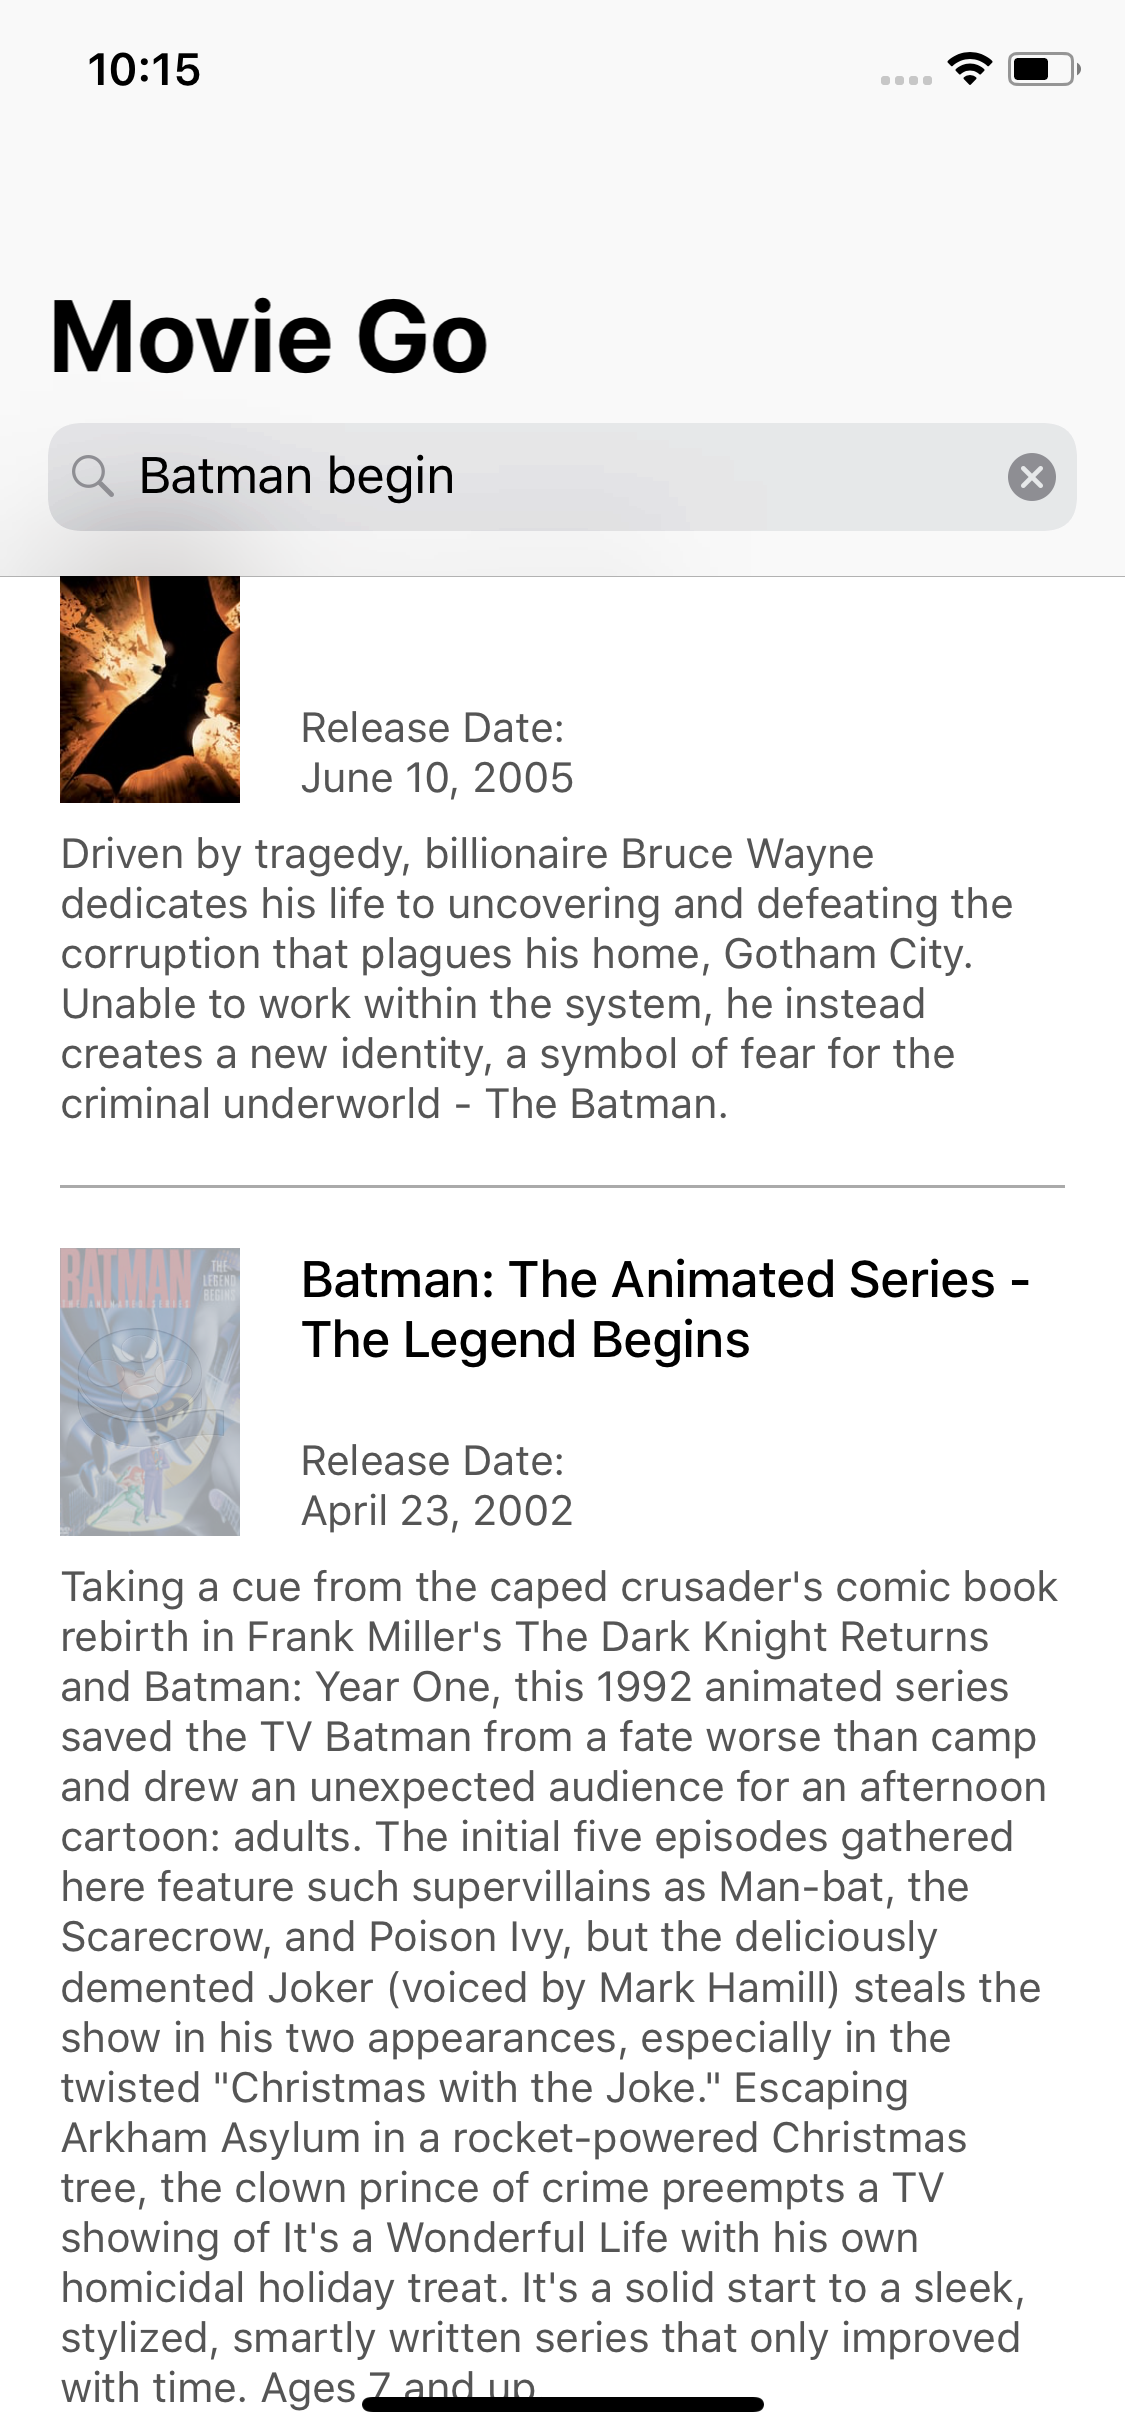 10:15
Movie Go
Batman begin
Release Date:
June 10, 2005
Driven by tragedy, billionaire Bruce Wayne
dedicates his life to uncovering and defeating the
corruption that plagues his home, Gotham City.
Unable to work within the system, he instead
creates a new identity, a symbol of fear for the
criminal underworld - The Batman.
BATMAN
THE
LEGEND
BEGINS
THE ANIMATED SERIES
Batman: The Animated Series -
The Legend Begins
Release Date:
April 23, 2002
Taking a cue from the caped crusader's comic book
rebirth in Frank Miller's The Dark Knight Returns
and Batman: Year One, this 1992 animated series
saved the TV Batman from a fate worse than camp
and drew an unexpected audience for an afternoon
cartoon: adults. The initial five episodes gathered
here feature such supervillains as Man-bat, the
Scarecrow, and Poison Ivy, but the deliciously
demented Joker (voiced by Mark Hamill) steals the
show in his two appearances, especially in the
twisted "Christmas with the Joke." Escaping
Arkham Asylum in a rocket-powered Christmas
tree, the clown prince of crime preempts a TV
showing of It's a Wonderful Life with his own
homicidal holiday treat. It's a solid start to a sleek,
stylized, smartly written series that only improved
with time. Ages 7 and up